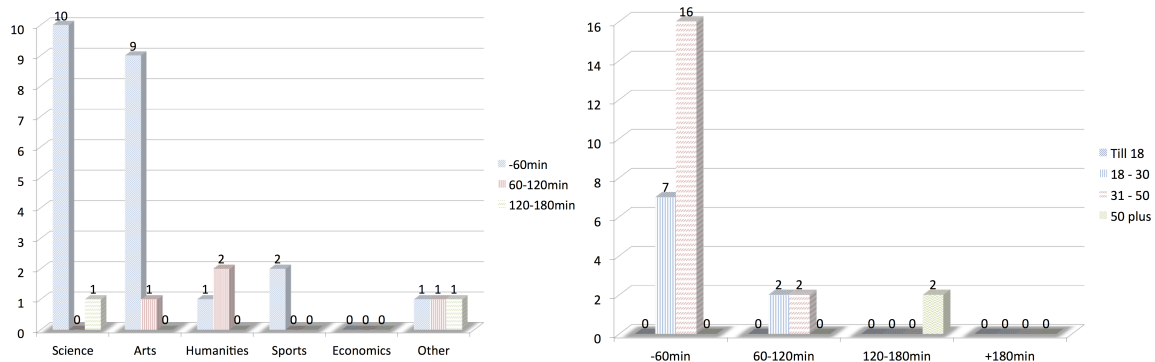 10
9
8
7
6
5
4
3
2
1
0
10 0 1
9 1 0
1 2 0
2 0 0
0 0 0
1 1 1
Science Arts Humanities Sports Economics Other
-60min
60-120min
120-180min
16
14
12
10
8
6
4
2
0
0 7 16 0
0 2 2 0
0 0 0 2
0 0 0 0
-60min 60-120min 120-180min +180min
Till 18
18 - 30
31 - 50
50 plus